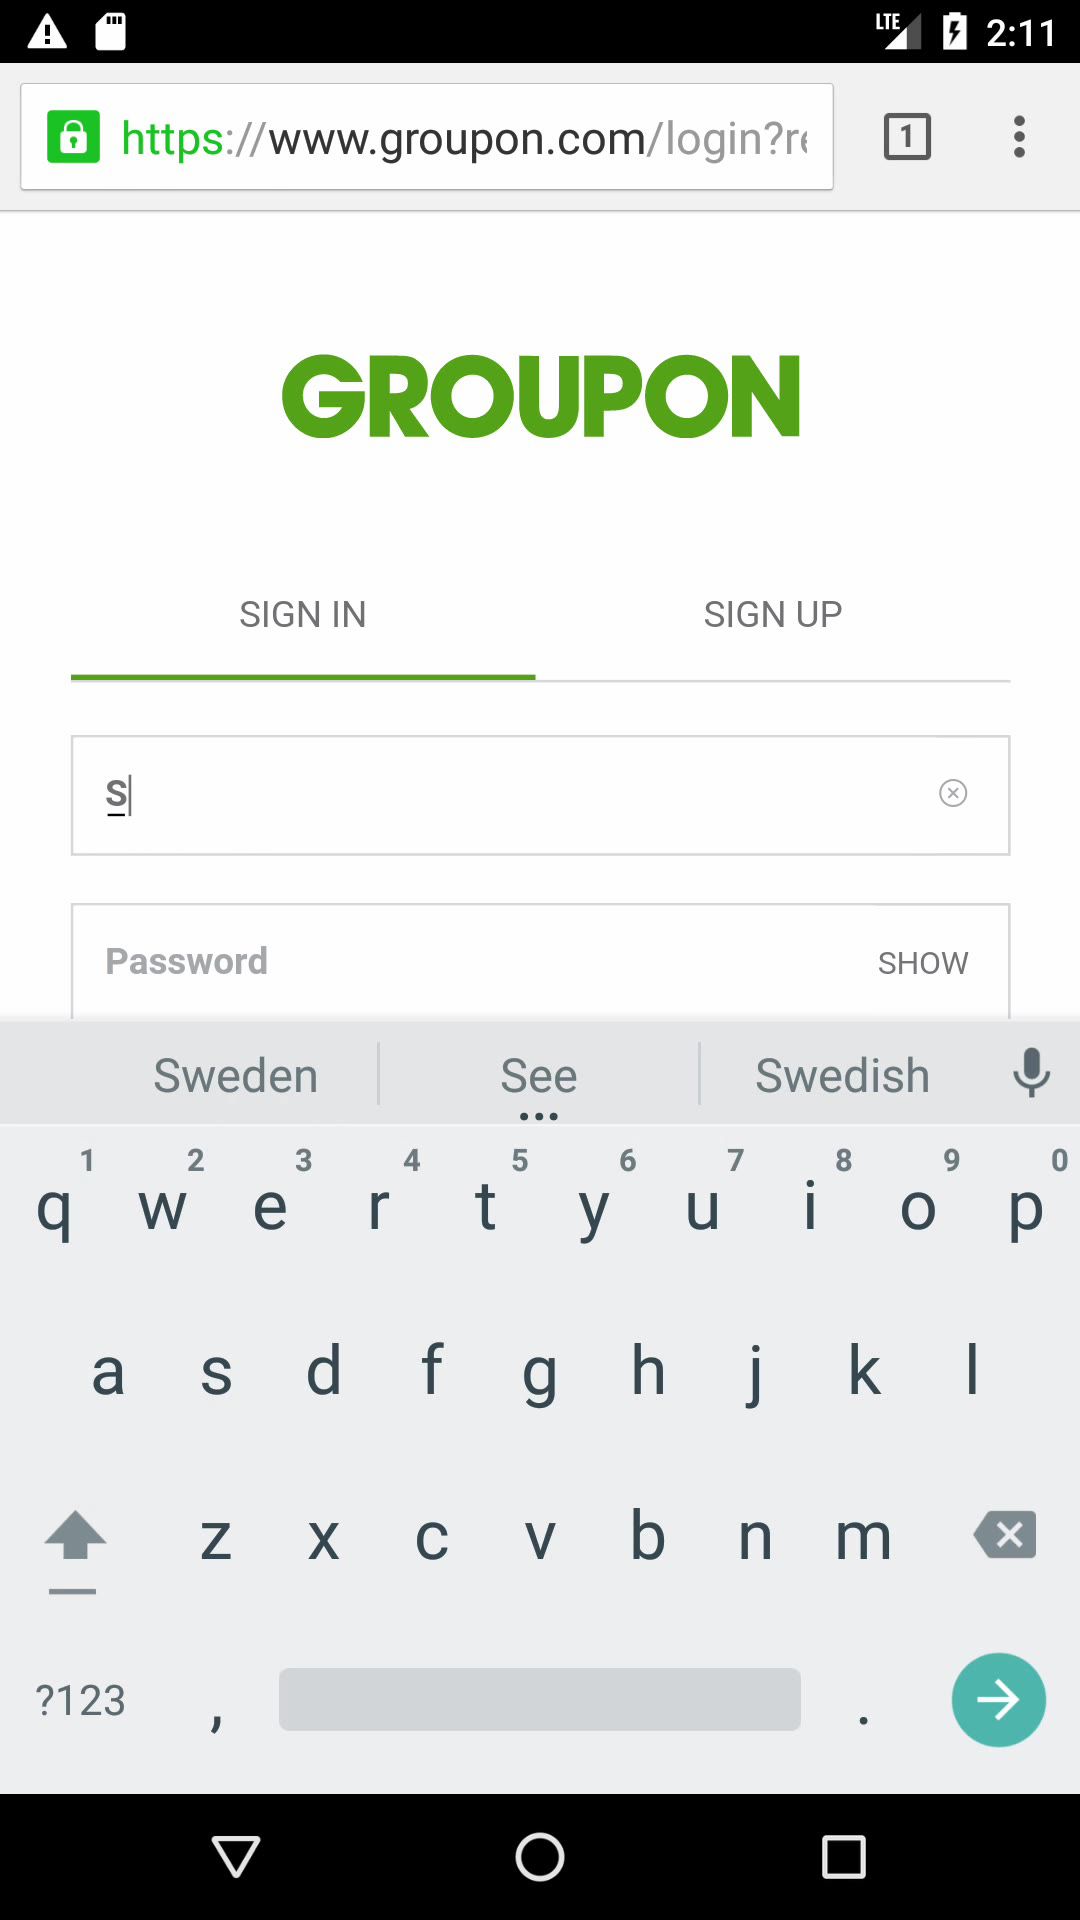 LTE 2:11
https://www.groupon.com/login?re
1
GROUPON
SIGN IN SIGN UP
S
Password SHOW
Sweden See Swedish
1 2 3 4 5 6 7 8 9 0
q w e r t y u i o p
a s d f g h j k l
z x c v b n m
?123 , .